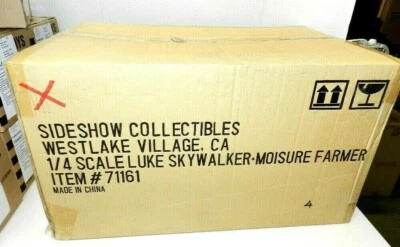 SIDESHOW COLLECTIBLES
WESTLAKE VILLAGE, CA
1/4 SCALE LUKE SKYWALKER-MOISURE FARMER
ITEM # 71161
MADE IN CHINA
4